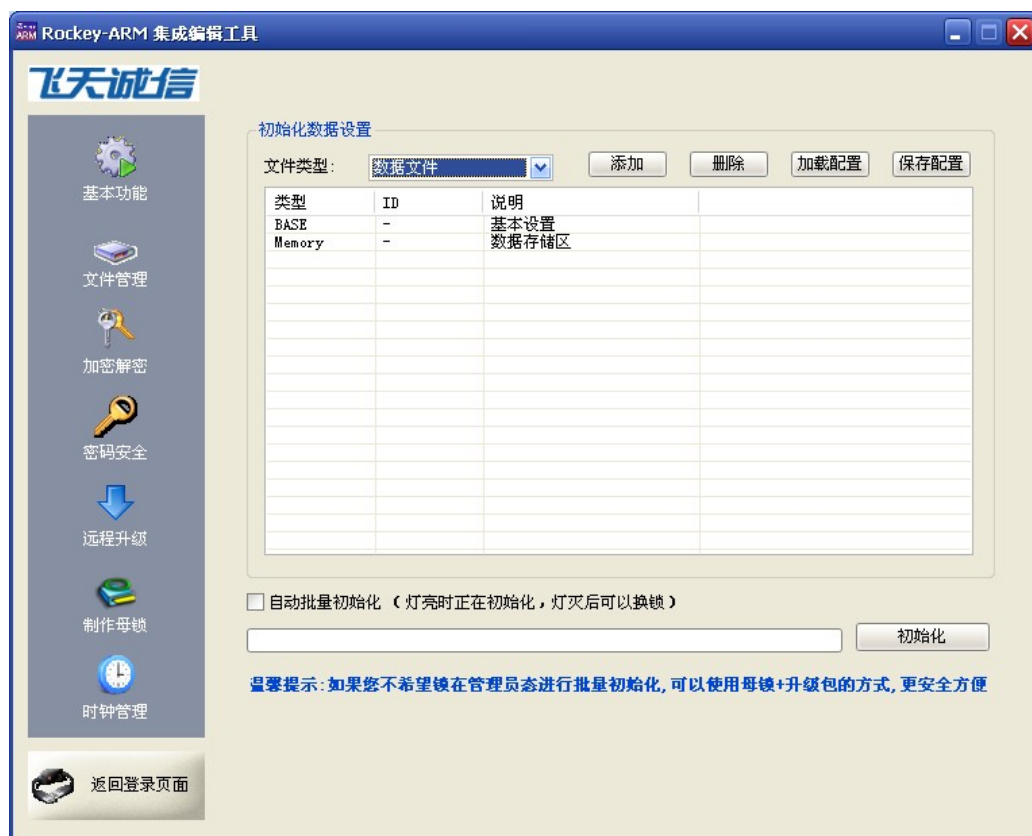 Rockey-ARM 集成编辑工具
飞天诚信
基本功能
文件管理
加密解密
密码安全
远程升级
制作母锁
时钟管理
返回登录页面
初始化数据设置
文件类型: 数据文件 添加 删除 加载配置 保存配置
类型 ID 说明
BASE - 基本设置
Memory - 数据存储区
自动批量初始化 (灯亮时正在初始化,灯灭后可以换锁)
初始化
温馨提示:如果您不希望锁在管理员态进行批量初始化,可以使用母锁+升级包的方式,更安全方便